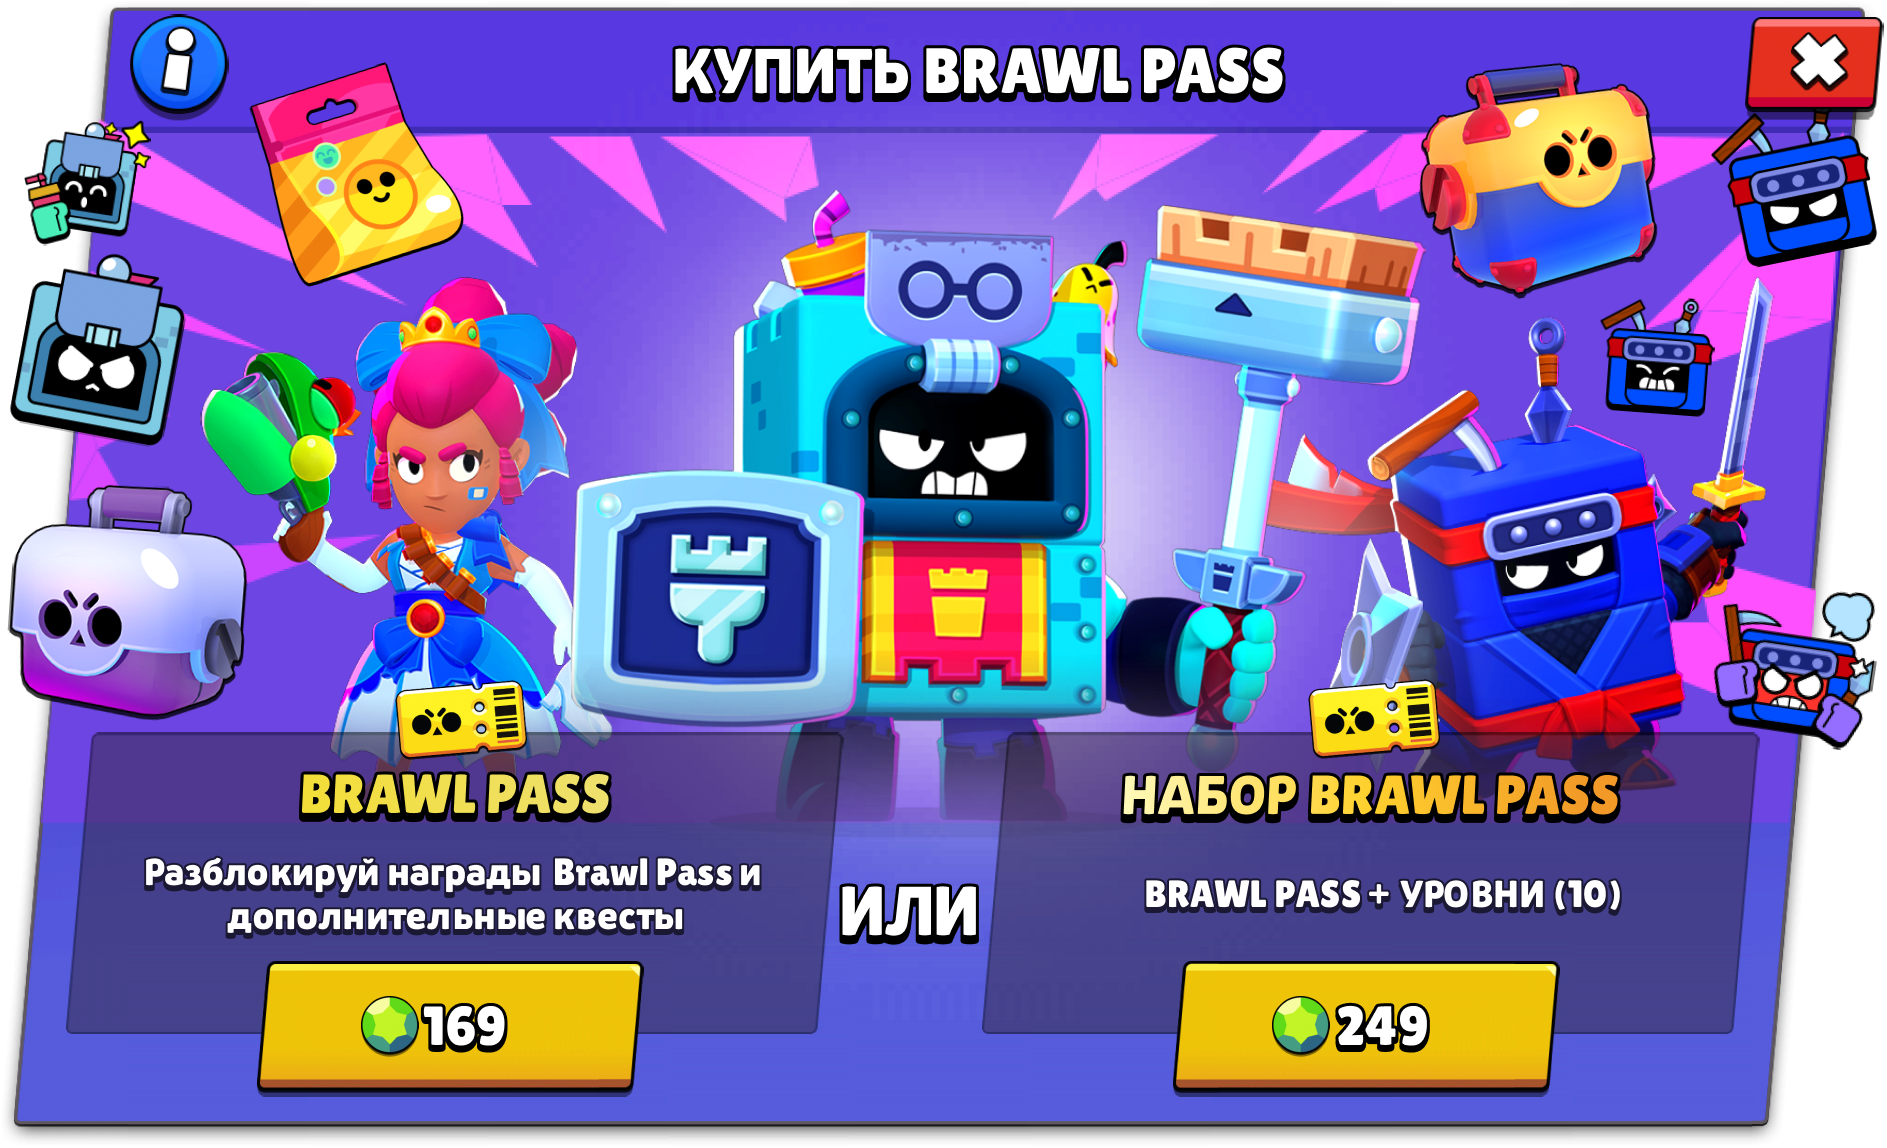 КУПИТЬ BRAWL PASS
BRAWL PASS
Разблокируй награды Brawl Pass и
дополнительные квесты
169
ИЛИ
НАБОР BRAWL PASS
BRAWL PASS + УРОВНИ (10)
249